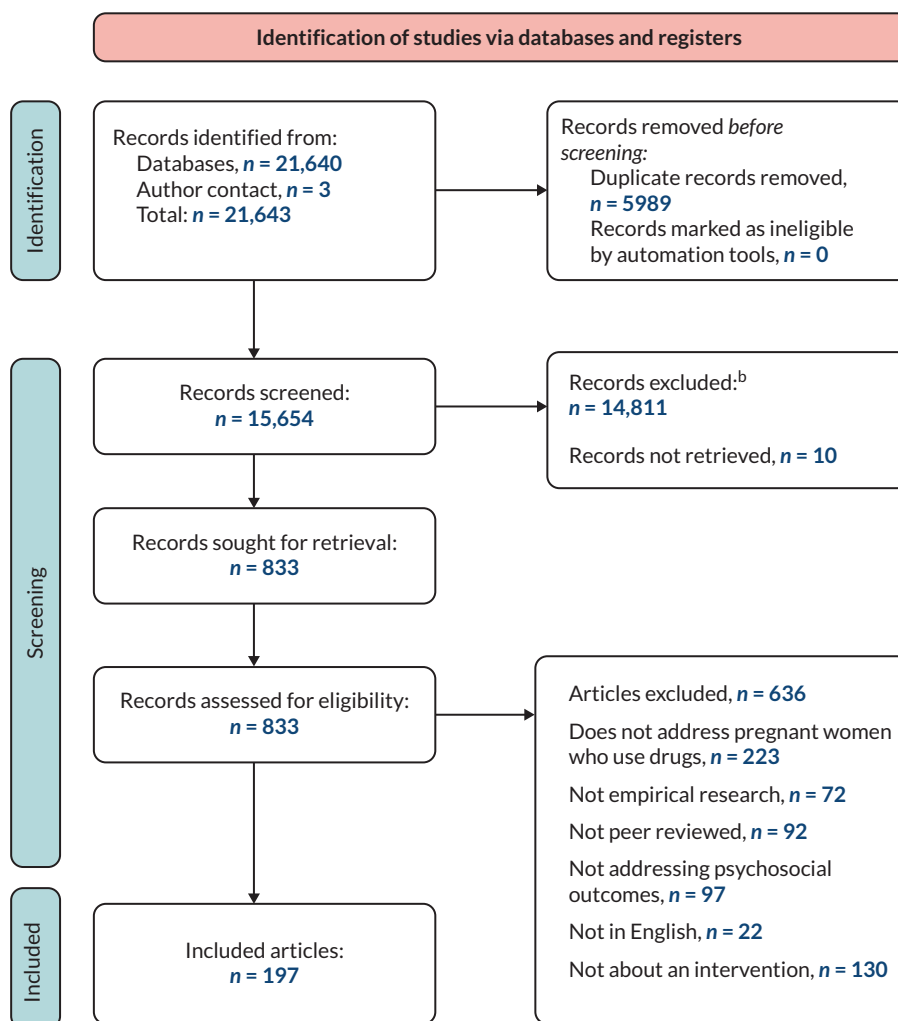 Identification of studies via databases and registers
Identification
Records identified from:
Databases, n = 21,640
Author contact, n = 3
Total: n = 21,643
Records removed before
screening:
Duplicate records removed,
n = 5989
Records marked as ineligible
by automation tools, n = 0
Screening
Records screened:
n = 15,654
Records excluded:b
n = 14,811
Records not retrieved, n = 10
Records sought for retrieval:
n = 833
Records assessed for eligibility:
n = 833
Articles excluded, n = 636
Does not address pregnant women
who use drugs, n = 223
Not empirical research, n = 72
Not peer reviewed, n = 92
Not addressing psychosocial
outcomes, n = 97
Not in English, n = 22
Not about an intervention, n = 130
Included
Included articles:
n = 197